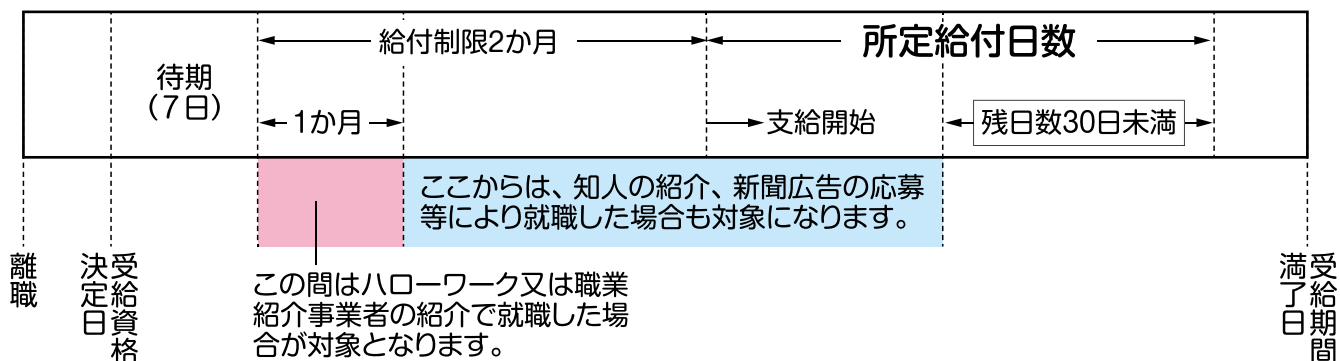 給付制限2か月
所定給付日数
待期
(7日)
1か月
支給開始
残日数30日未満
ここからは、知人の紹介、新聞広告の応募
等により就職した場合も対象になります。
この間はハローワーク又は職業
紹介事業者の紹介で就職した場
合が対象となります。
離職
受給資格
決定日
受給期間
満了日